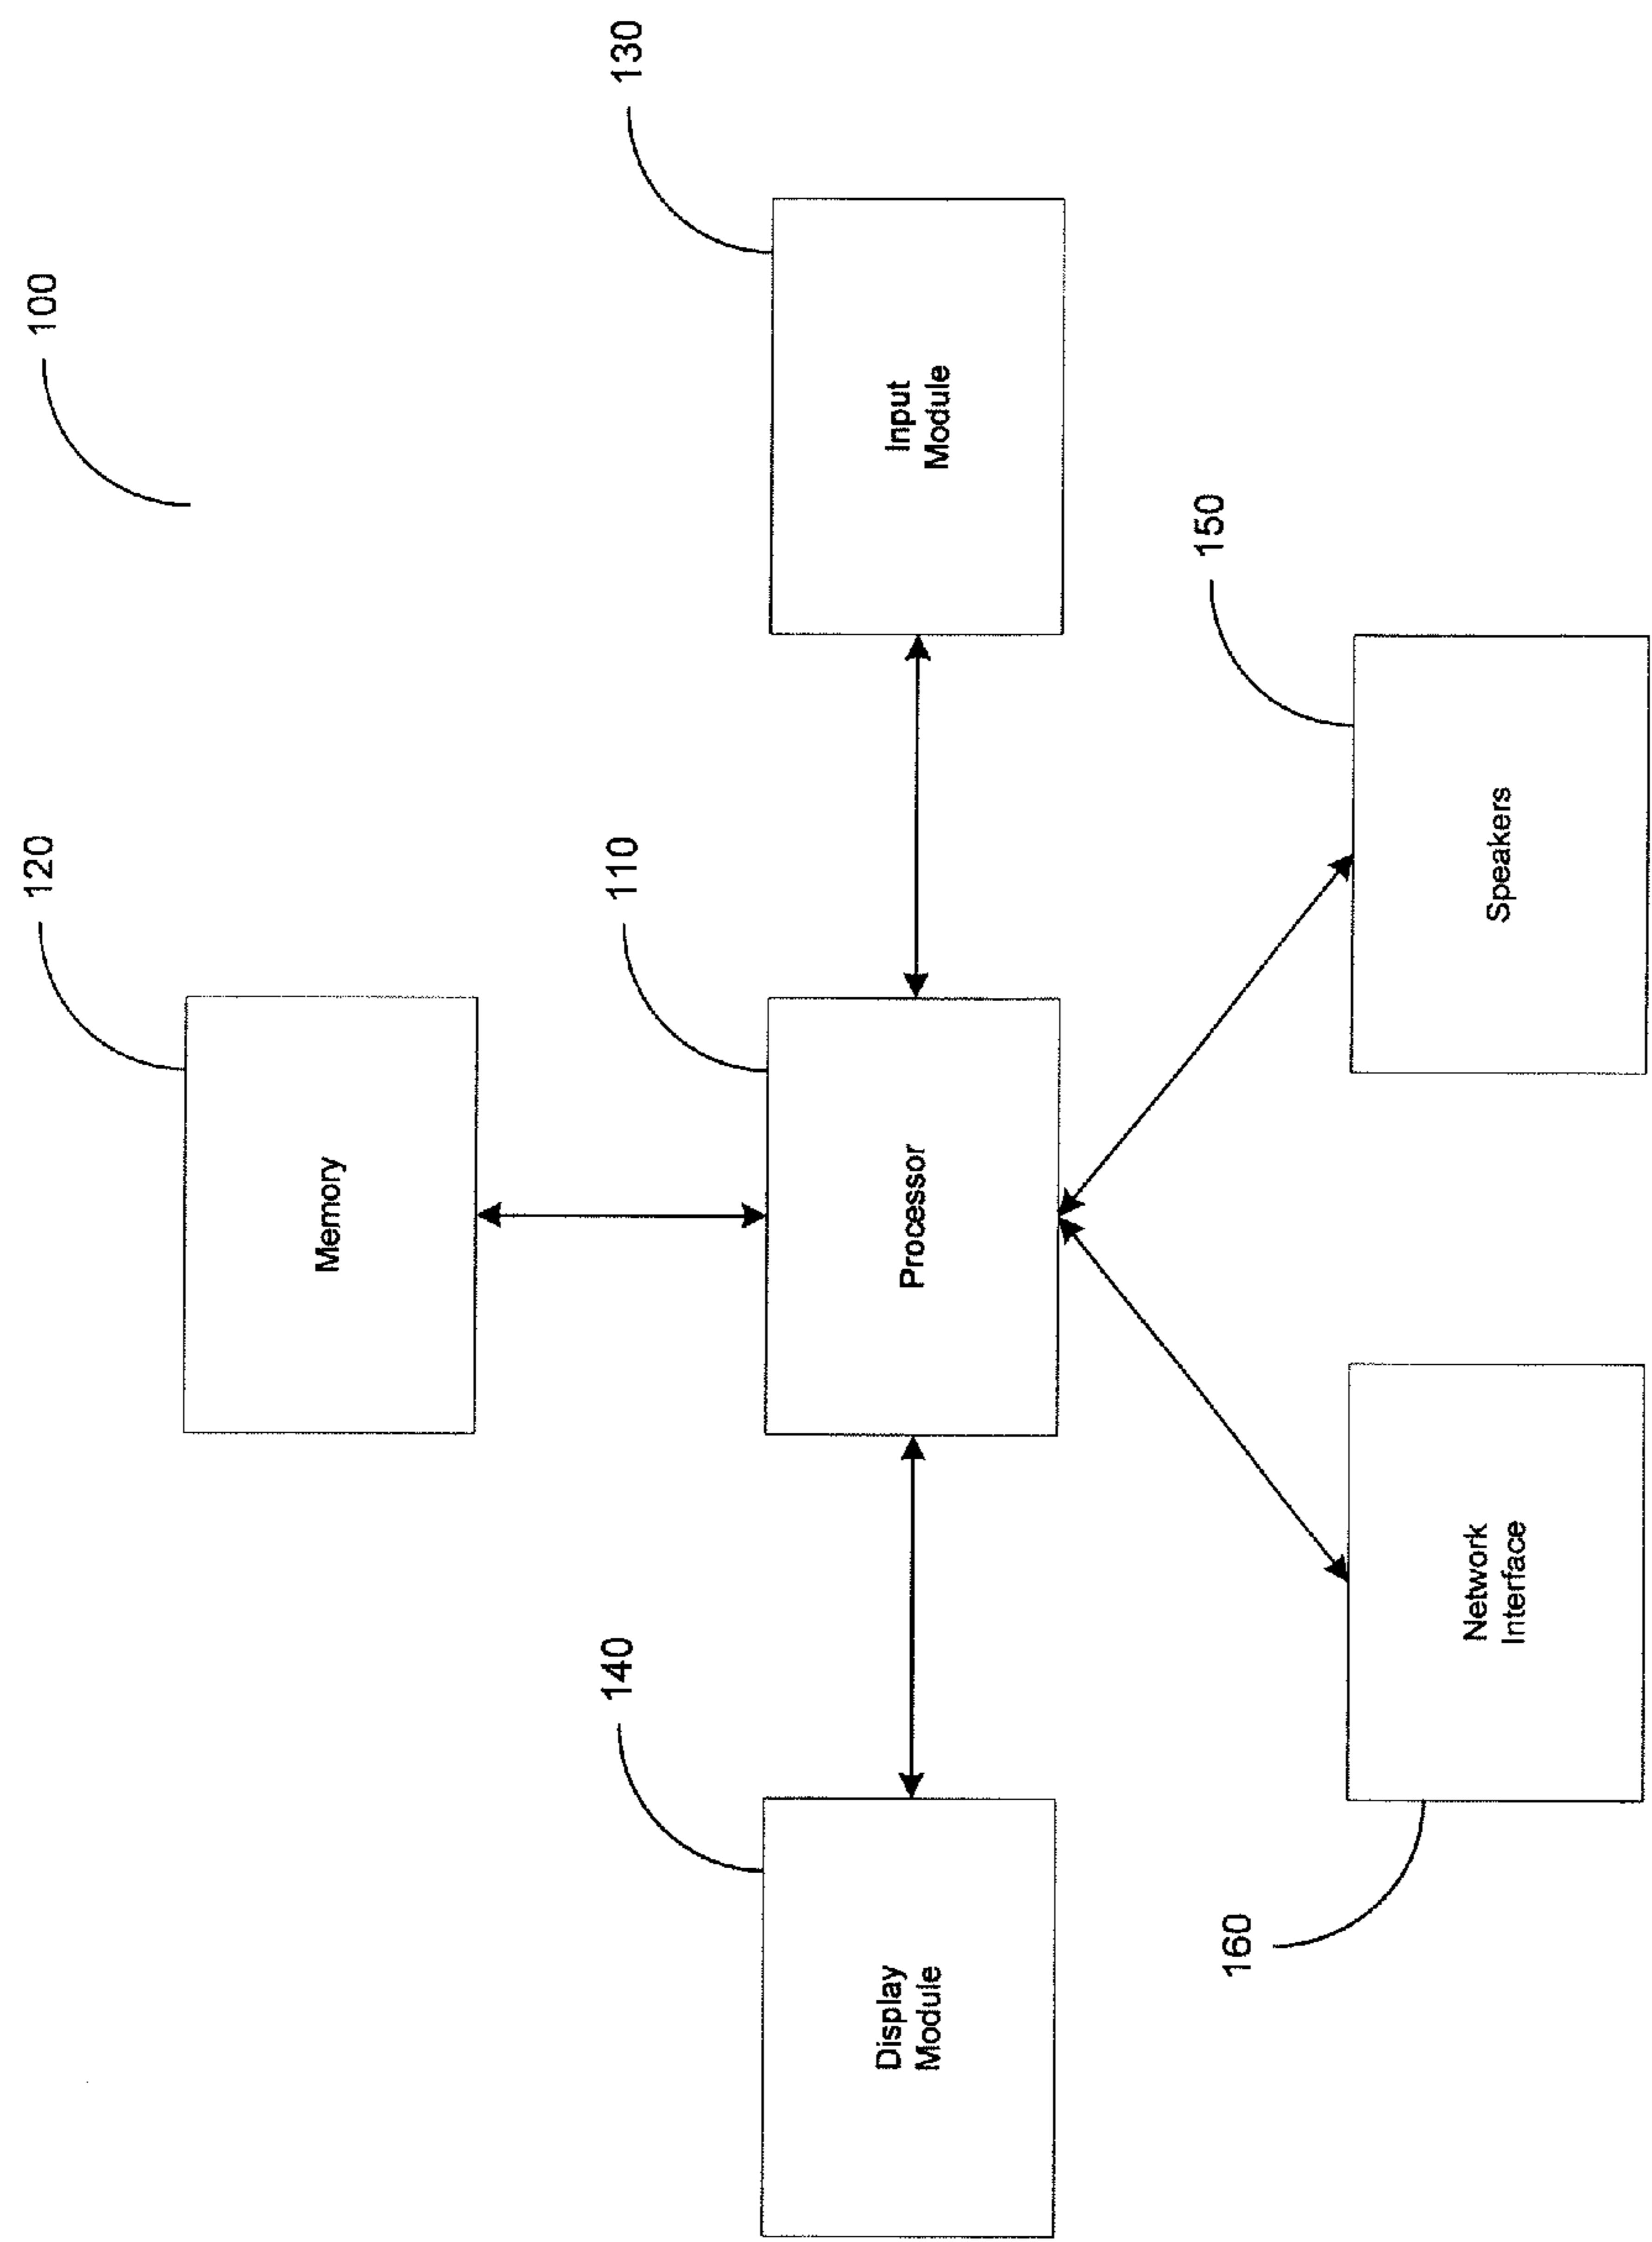 120
100
Memory
140
110
130
Display
Module
Processor
Input
Module
160
150
Network
Interface
Speakers